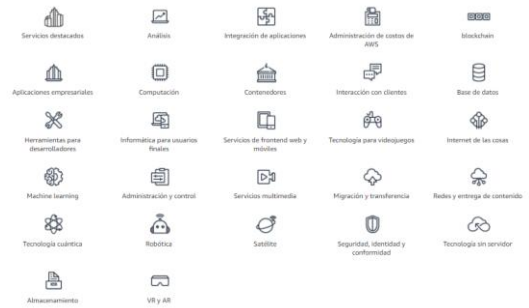 Servicios destacados
Análisis
Integración de aplicaciones
Administración de costos de
AWS
blockchain
Aplicaciones empresariales
Computación
Contenedores
Interacción con clientes
Base de datos
Herramientas para
desarrolladores
Informática para usuarios
finales
Servicios de frontend web y
móviles
Tecnología para videojuegos
Internet de las cosas
Machine learning
Administración y control
Servicios multimedia
Migración y transferencia
Redes y entrega de contenido
Tecnología cuántica
Robótica
Satélite
Seguridad, identidad y
conformidad
Tecnología sin servidor
Almacenamiento
VR y AR